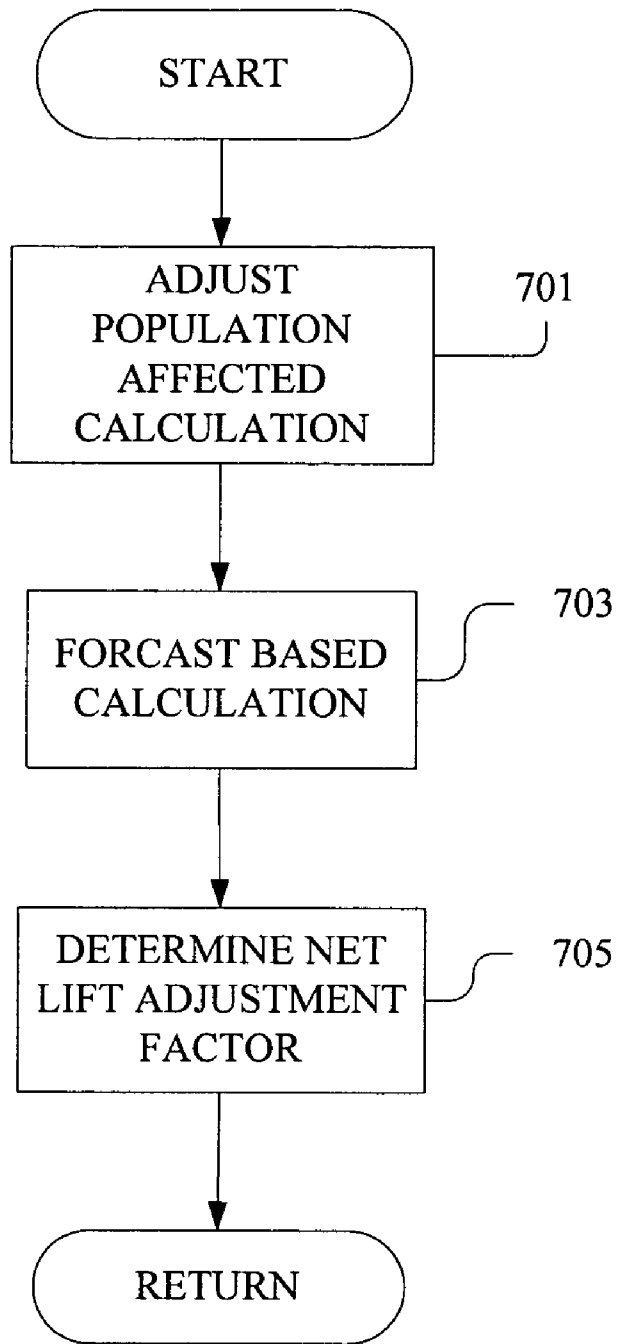 START
ADJUST
POPULATION
AFFECTED
CALCULATION
701
FORCAST BASED
CALCULATION
703
DETERMINE NET
LIFT ADJUSTMENT
FACTOR
705
RETURN